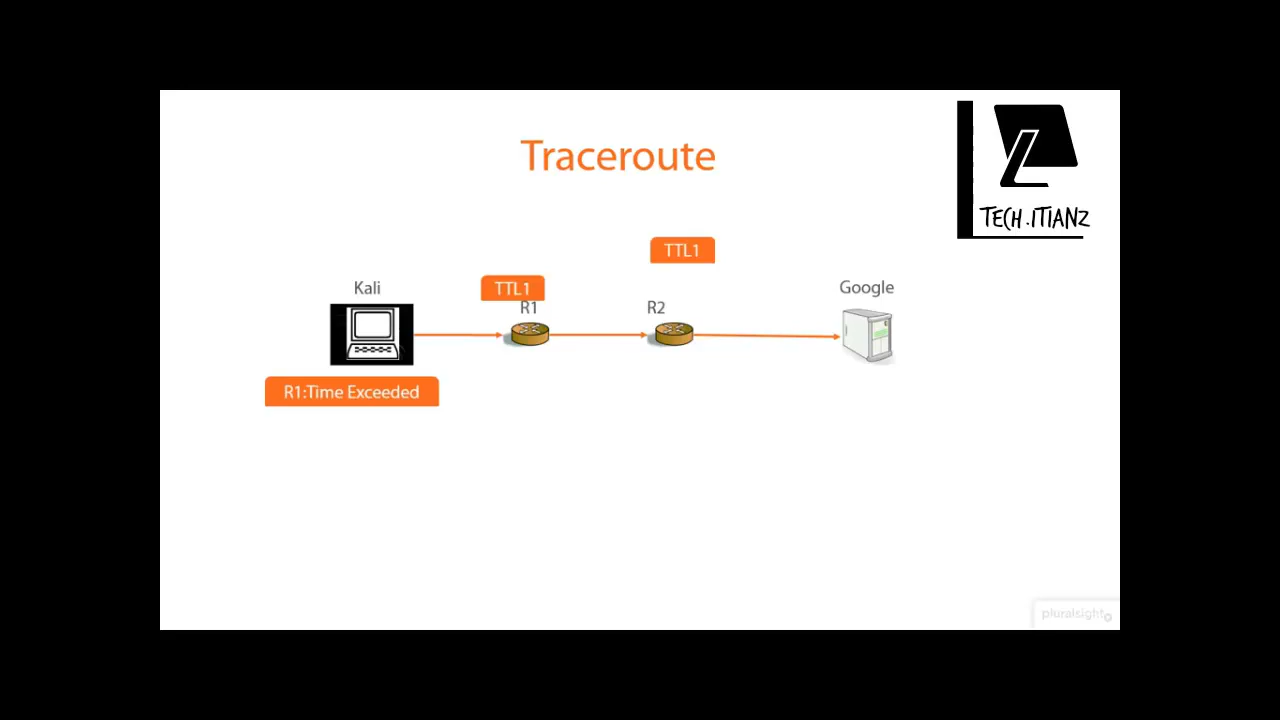 Traceroute
TECH.ITIANZ
TTL1
Kali
TTL1
R1
R2
Google
R1:Time Exceeded
pluralsight